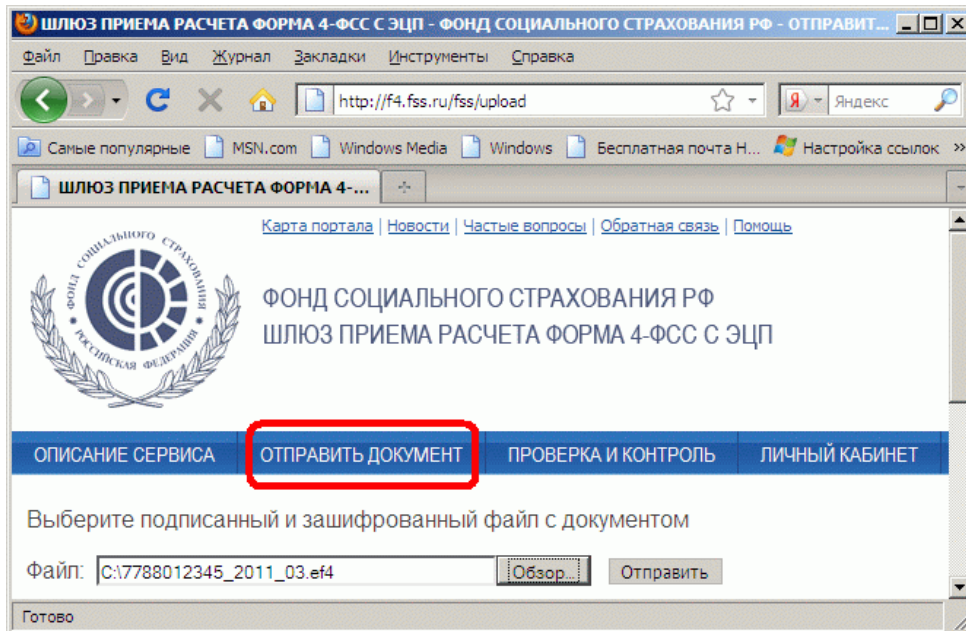 ШЛЮЗ ПРИЕМА РАСЧЕТА ФОРМА 4-ФСС С ЭЦП - ФОНД СОЦИАЛЬНОГО СТРАХОВАНИЯ РФ - ОТПРАВИТ...
Файл Правка Вид Журнал Закладки Инструменты Справка
http://f4.fss.ru/fss/upload Я Яндекс
Самые популярные MSN.com Windows Media Windows Бесплатная почта H... Настройка ссылок »
ШЛЮЗ ПРИЕМА РАСЧЕТА ФОРМА 4-...
Карта портала | Новости | Частые вопросы | Обратная связь | Помощь
ФОНД СОЦИАЛЬНОГО СТРАХОВАНИЯ
РОССИЙСКАЯ ФЕДЕРАЦИЯ
ФОНД СОЦИАЛЬНОГО СТРАХОВАНИЯ РФ
ШЛЮЗ ПРИЕМА РАСЧЕТА ФОРМА 4-ФСС С ЭЦП
ОПИСАНИЕ СЕРВИСА ОТПРАВИТЬ ДОКУМЕНТ ПРОВЕРКА И КОНТРОЛЬ ЛИЧНЫЙ КАБИНЕТ
Выберите подписанный и зашифрованный файл с документом
Файл: C:\7788012345_2011_03.ef4 Обзор... Отправить
Готово